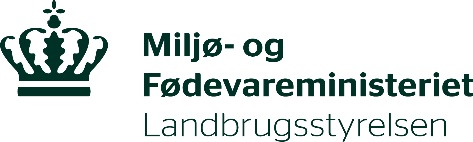 Miljø- og
Fødevareministeriet
Landbrugsstyrelsen